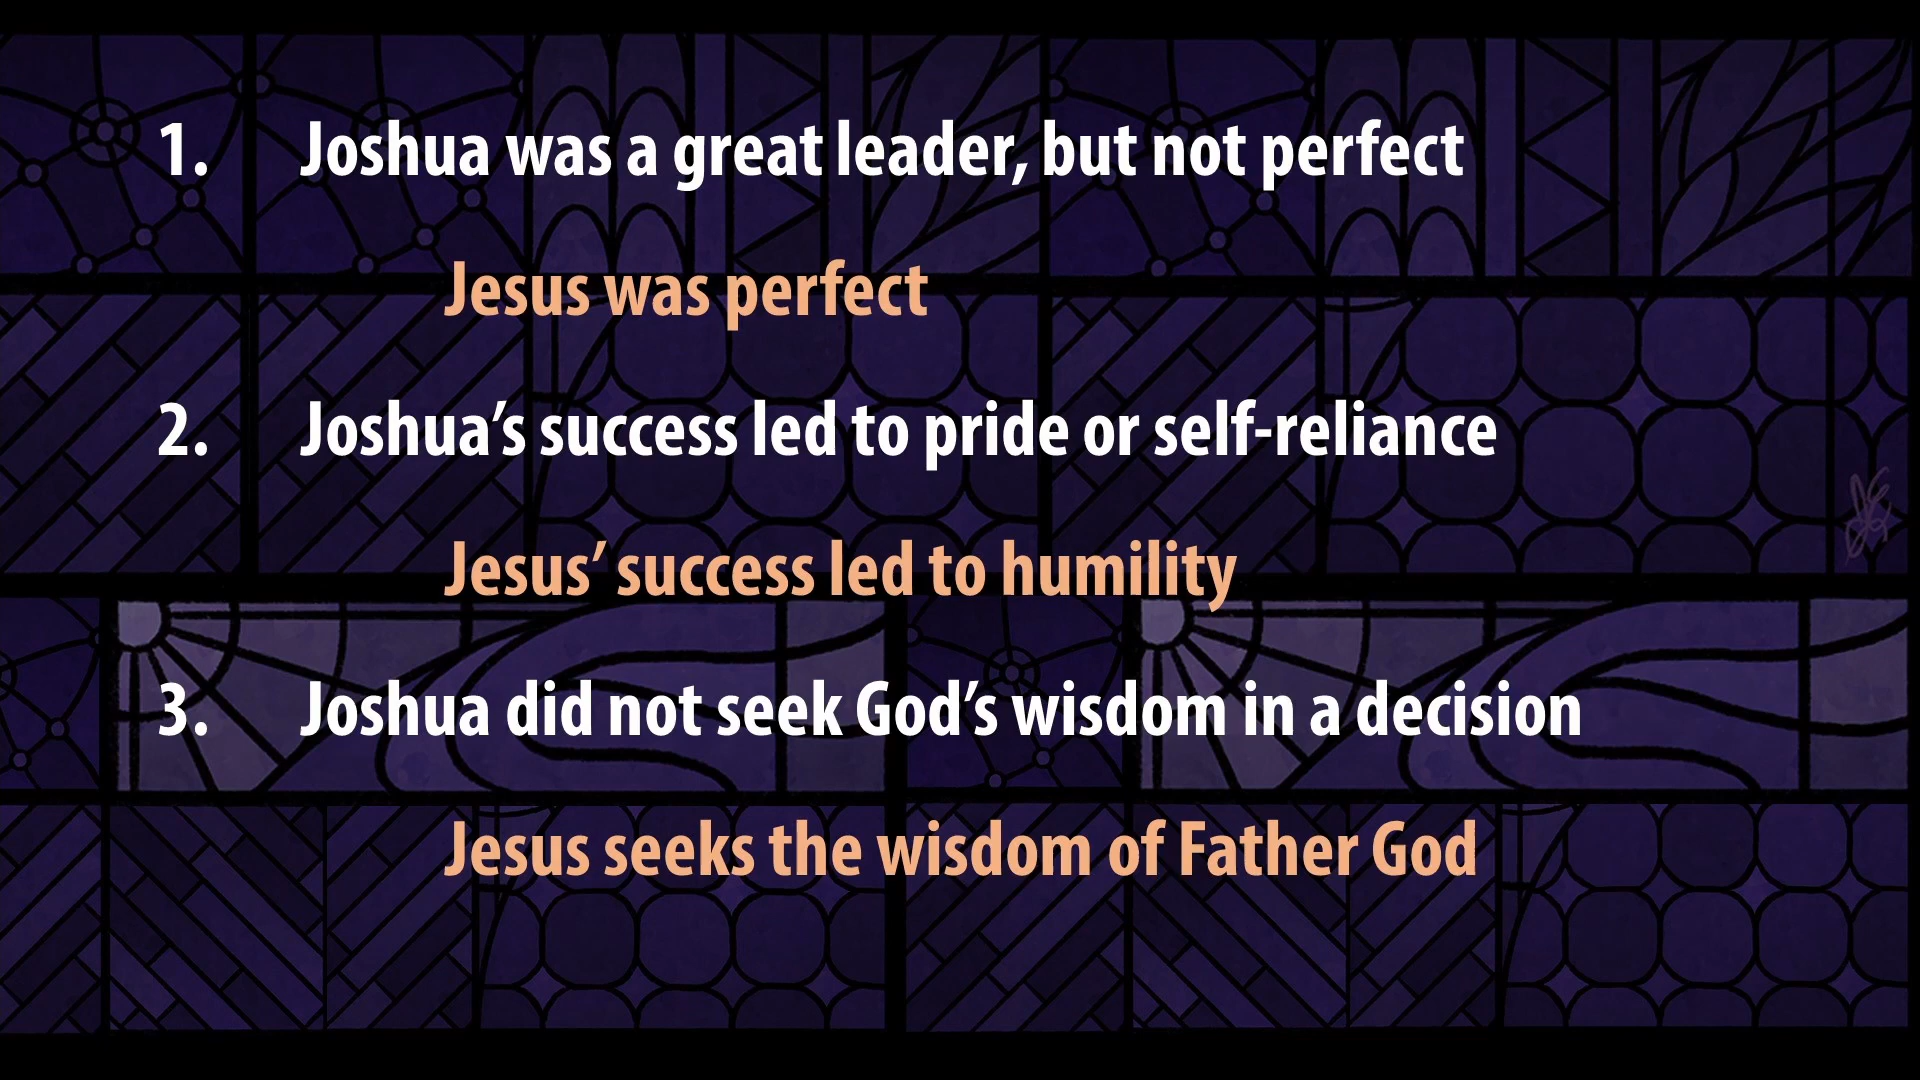 1. Joshua was a great leader, but not perfect
Jesus was perfect
2. Joshua’s success led to pride or self-reliance
Jesus’ success led to humility
3. Joshua did not seek God’s wisdom in a decision
Jesus seeks the wisdom of Father God